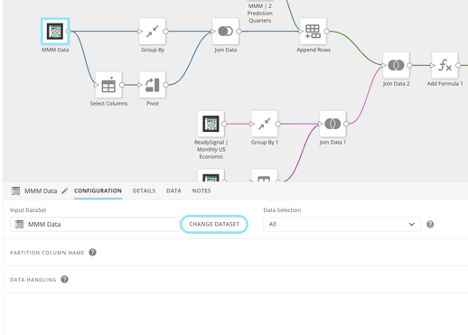 MMM | 2
Prediction
Quarters
MMM Data
Group By
Join Data
Append Rows
Join Data 2
Add Formula 1
Select Columns
Pivot
ReadySignal |
Monthly US
Economic
Group By 1
Join Data 1
MMM Data
CONFIGURATION
DETAILS
DATA
NOTES
Input DataSet
Data Selection
MMM Data
CHANGE DATASET
All
?
PARTITION COLUMN NAME ?
DATA HANDLING ?